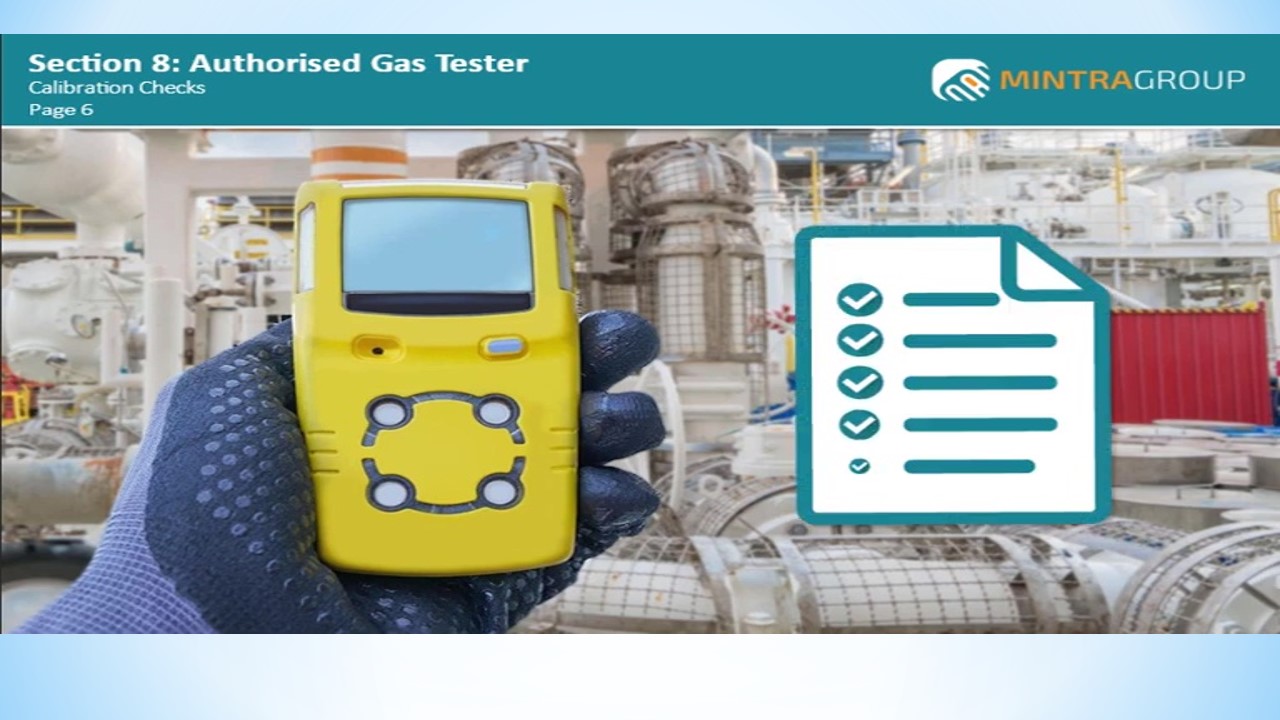 Section 8: Authorised Gas Tester
Calibration Checks
Page 6
MINTRAGROUP